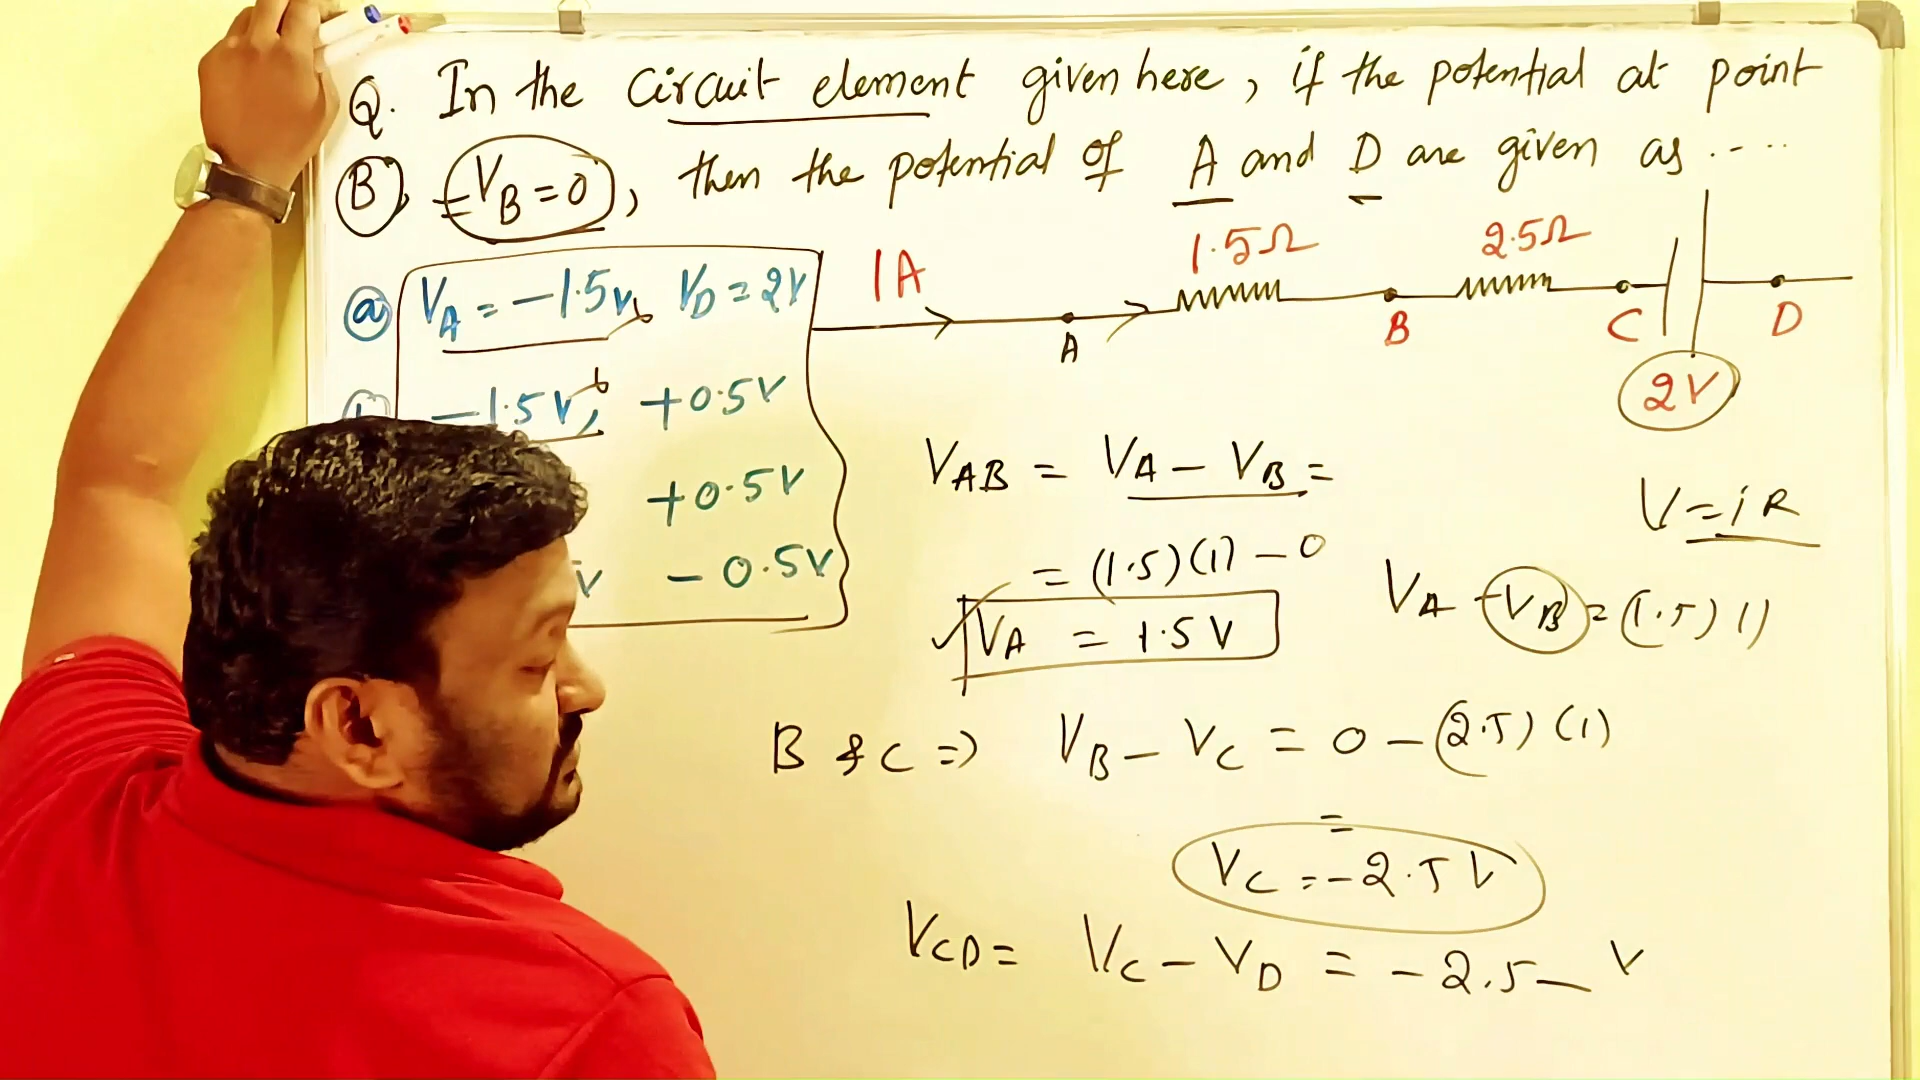 Q. In the circuit element given here, if the potential at point
B, V_B = 0, then the potential of A and D are given as ....
1A
1.5Ω
2.5Ω
A
B
C
D
2V
(a) V_A = -1.5V, V_D = 2V
-1.5V, +0.5V
+0.5V
V -0.5V
V_AB = V_A - V_B =
= (1.5)(1) - 0
V_A = 1.5 V
V = iR
V_A - V_B = (1.5) 1)
B & C => V_B - V_C = 0 - (2.5)(1)
=
V_C = -2.5 V
V_CD = V_C - V_D = -2.5 - V